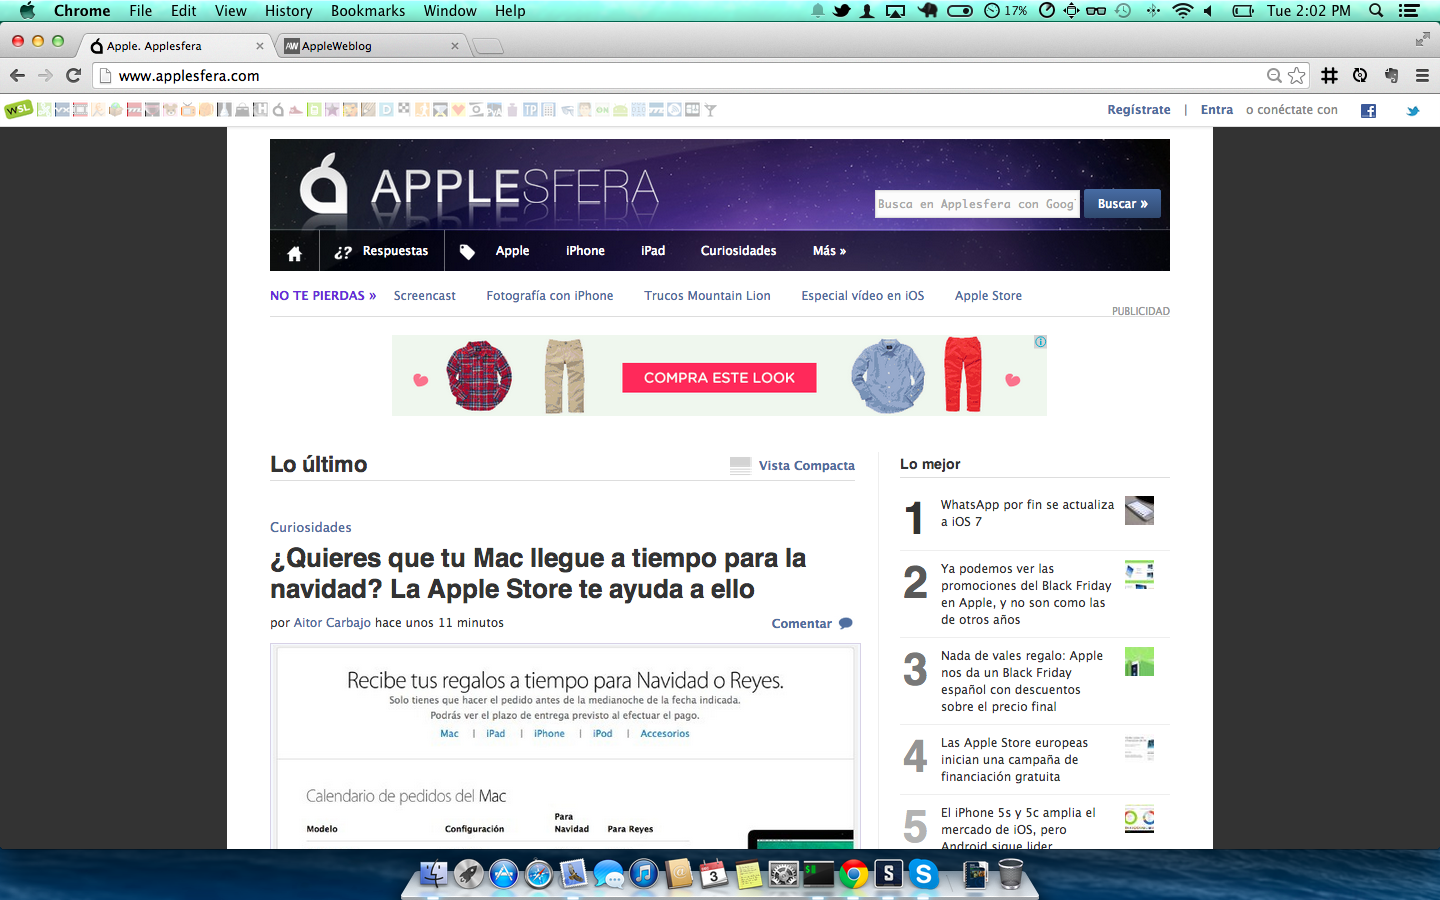 Chrome File Edit View History Bookmarks Window Help 17% Tue 2:02 PM
Apple. Applesfera AppleWeblog
www.applesfera.com
WSL Regístrate | Entra o conéctate con
APPLESFERA
Busca en Applesfera con Goog Buscar »
¿? Respuestas Apple iPhone iPad Curiosidades Más »
NO TE PIERDAS » Screencast Fotografía con iPhone Trucos Mountain Lion Especial vídeo en iOS Apple Store
PUBLICIDAD
COMPRA ESTE LOOK
Lo último
Vista Compacta
Curiosidades
¿Quieres que tu Mac llegue a tiempo para la
navidad? La Apple Store te ayuda a ello
por Aitor Carbajo hace unos 11 minutos
Comentar
Recibe tus regalos a tiempo para Navidad o Reyes.
Solo tienes que hacer el pedido antes de la medianoche de la fecha indicada.
Podrás ver el plazo de entrega previsto al efectuar el pago.
Mac | iPad | iPhone | iPod | Accesorios
Calendario de pedidos del Mac
Para
Modelo Configuración Navidad Para Reyes
Lo mejor
1 WhatsApp por fin se actualiza
a iOS 7
2 Ya podemos ver las
promociones del Black Friday
en Apple, y no son como las
de otros años
3 Nada de vales regalo: Apple
nos da un Black Friday
español con descuentos
sobre el precio final
4 Las Apple Store europeas
inician una campaña de
financiación gratuita
5 El iPhone 5s y 5c amplia el
mercado de iOS, pero
Android sigue lider
3